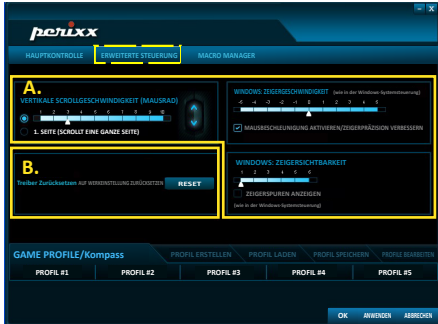 perixx
HAUPTKONTROLLE ERWEITERTE STEUERUNG MACRO MANAGER
A.
VERTIKALE SCROLLGESCHWINDIGKEIT (MAUSRAD)
1 2 3 4 5 6 7 8 9 10
1. SEITE (SCROLLT EINE GANZE SEITE)
WINDOWS: ZEIGERGESCHWINDIGKEIT (wie in der Windows-Systemsteuerung)
-5 -4 -3 -2 -1 0 1 2 3 4 5
MAUSBESCHLEUNIGUNG AKTIVIEREN/ZEIGERPRÄZISION VERBESSERN
B.
Treiber Zurücksetzen AUF WERKEINSTELLUNG ZURÜCKSETZEN RESET
WINDOWS: ZEIGERSICHTBARKEIT
1 2 3 4 5 6
ZEIGERSPUREN ANZEIGEN
(wie in der Windows-Systemsteuerung)
GAME PROFILE/Kompass PROFIL ERSTELLEN PROFIL LADEN PROFIL SPEICHERN PROFILE BEARBEITEN
PROFIL #1 PROFIL #2 PROFIL #3 PROFIL #4 PROFIL #5
OK ANWENDEN ABBRECHEN